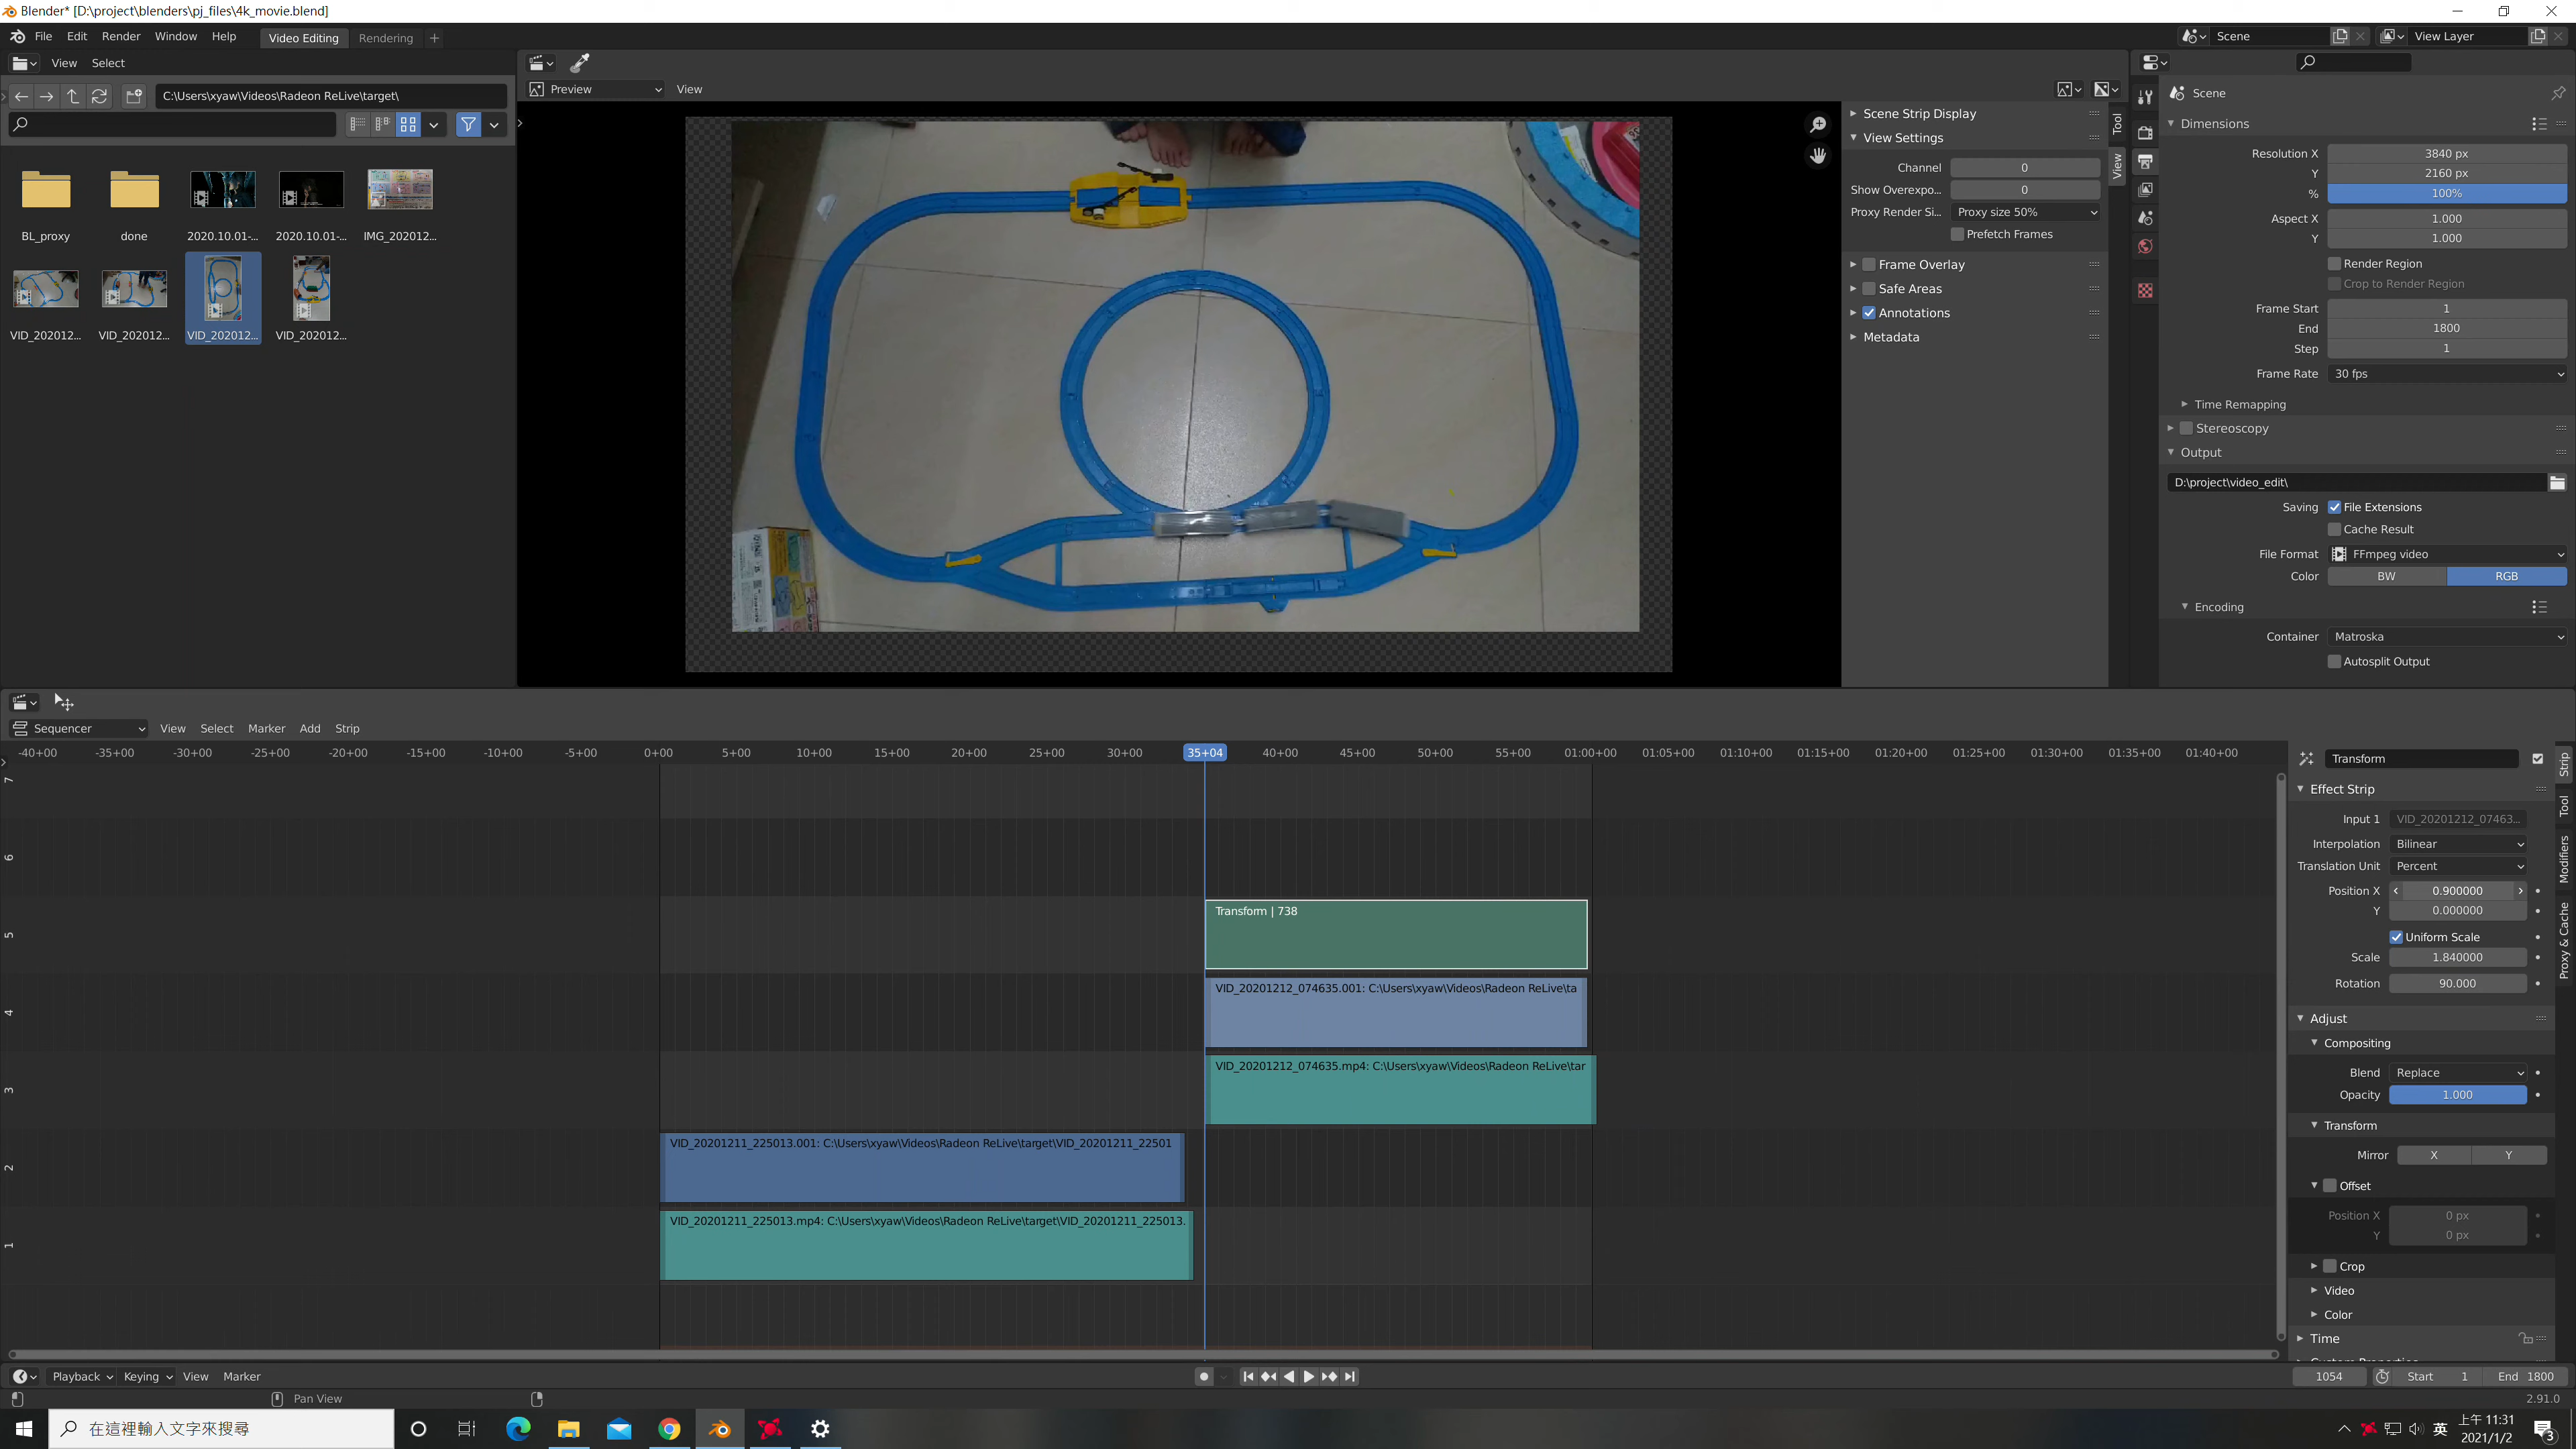 Blender* [D:\project\blenders\pj_files\4k_movie.blend]
File Edit Render Window Help Video Editing Rendering + Scene View Layer
View Select
C:\Users\xyaw\Videos\Radeon ReLive\target\
BL_proxy done 2020.10.01-... 2020.10.01-... IMG_202012...
VID_202012... VID_202012... VID_202012... VID_202012...
Preview View
Scene Strip Display
View Settings
Channel 0
Show Overexpo... 0
Proxy Render Si... Proxy size 50%
Prefetch Frames
Frame Overlay
Safe Areas
Annotations
Metadata
Tool
View
Scene
Dimensions
Resolution X 3840 px
Y 2160 px
% 100%
Aspect X 1.000
Y 1.000
Render Region
Crop to Render Region
Frame Start 1
End 1800
Step 1
Frame Rate 30 fps
Time Remapping
Stereoscopy
Output
D:\project\video_edit\
Saving File Extensions
Cache Result
File Format FFmpeg video
Color BW RGB
Encoding
Container Matroska
Autosplit Output
Sequencer View Select Marker Add Strip
-40+00 -35+00 -30+00 -25+00 -20+00 -15+00 -10+00 -5+00 0+00 5+00 10+00 15+00 20+00 25+00 30+00 35+04 40+00 45+00 50+00 55+00 01:00+00 01:05+00 01:10+00 01:15+00 01:20+00 01:25+00 01:30+00 01:35+00 01:40+00
7
6
5
Transform | 738
4
VID_20201212_074635.001: C:\Users\xyaw\Videos\Radeon ReLive\ta
3
VID_20201212_074635.mp4: C:\Users\xyaw\Videos\Radeon ReLive\tar
2
VID_20201211_225013.001: C:\Users\xyaw\Videos\Radeon ReLive\target\VID_20201211_22501
1
VID_20201211_225013.mp4: C:\Users\xyaw\Videos\Radeon ReLive\target\VID_20201211_225013.
Transform
Effect Strip
Input 1 VID_20201212_07463...
Interpolation Bilinear
Translation Unit Percent
Position X 0.900000
Y 0.000000
Uniform Scale
Scale 1.840000
Rotation 90.000
Adjust
Compositing
Blend Replace
Opacity 1.000
Transform
Mirror X Y
Offset
Position X 0 px
Y 0 px
Crop
Video
Color
Time
Strip
Tool
Modifiers
Proxy & Cache
Playback Keying View Marker 1054 Start 1 End 1800
Pan View 2.91.0
在這裡輸入文字來搜尋
英
上午 11:31
2021/1/2
3